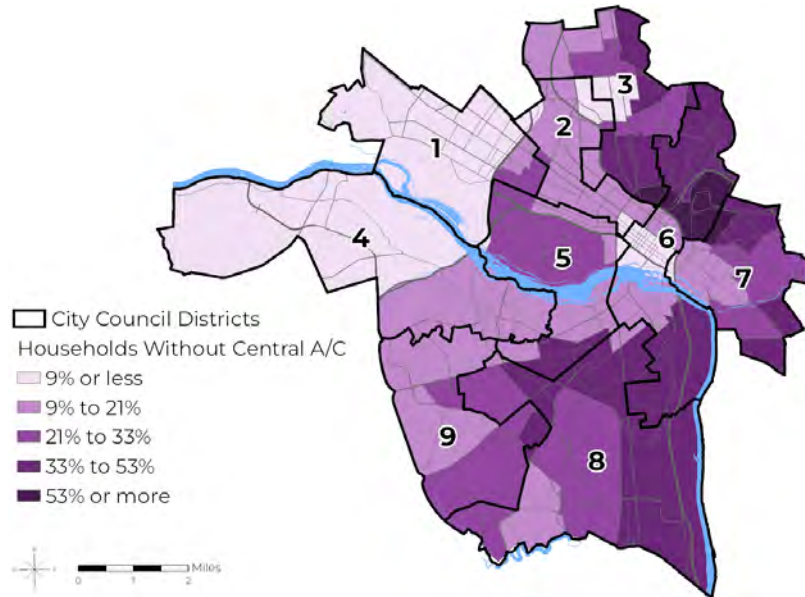 3
2
1
6
4
5
7
City Council Districts
Households Without Central A/C
9% or less
9% to 21%
21% to 33%
33% to 53%
53% or more
9
8
Miles
0 1 2